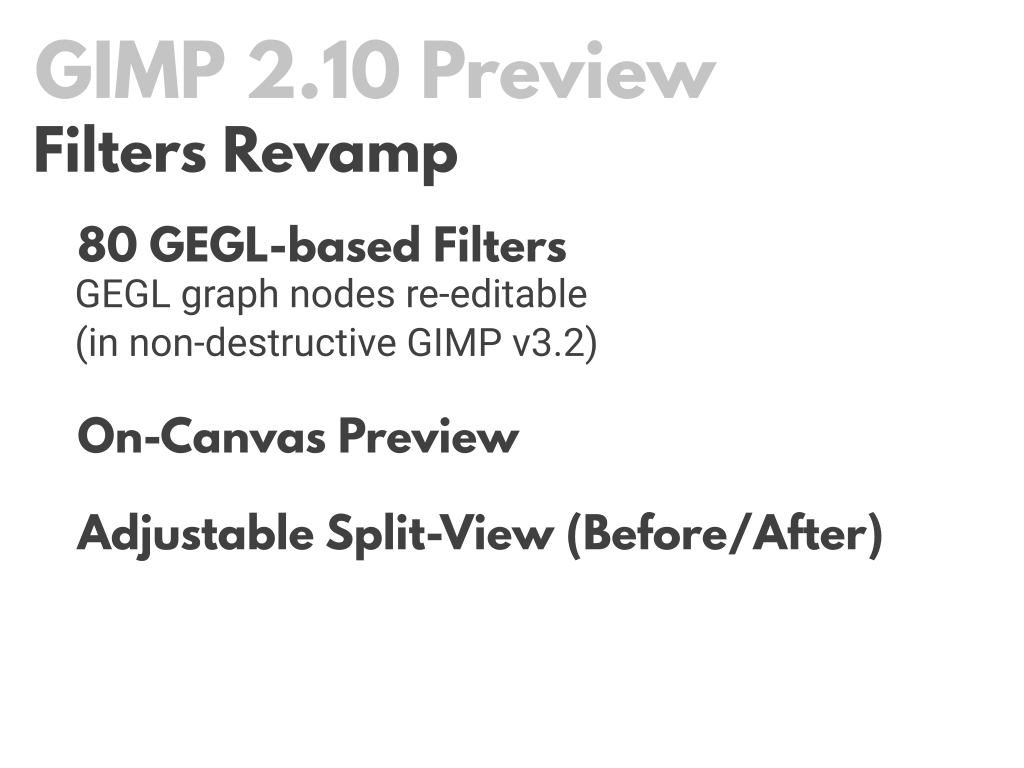 GIMP 2.10 Preview
Filters Revamp
80 GEGL-based Filters
GEGL graph nodes re-editable
(in non-destructive GIMP v3.2)
On-Canvas Preview
Adjustable Split-View (Before/After)